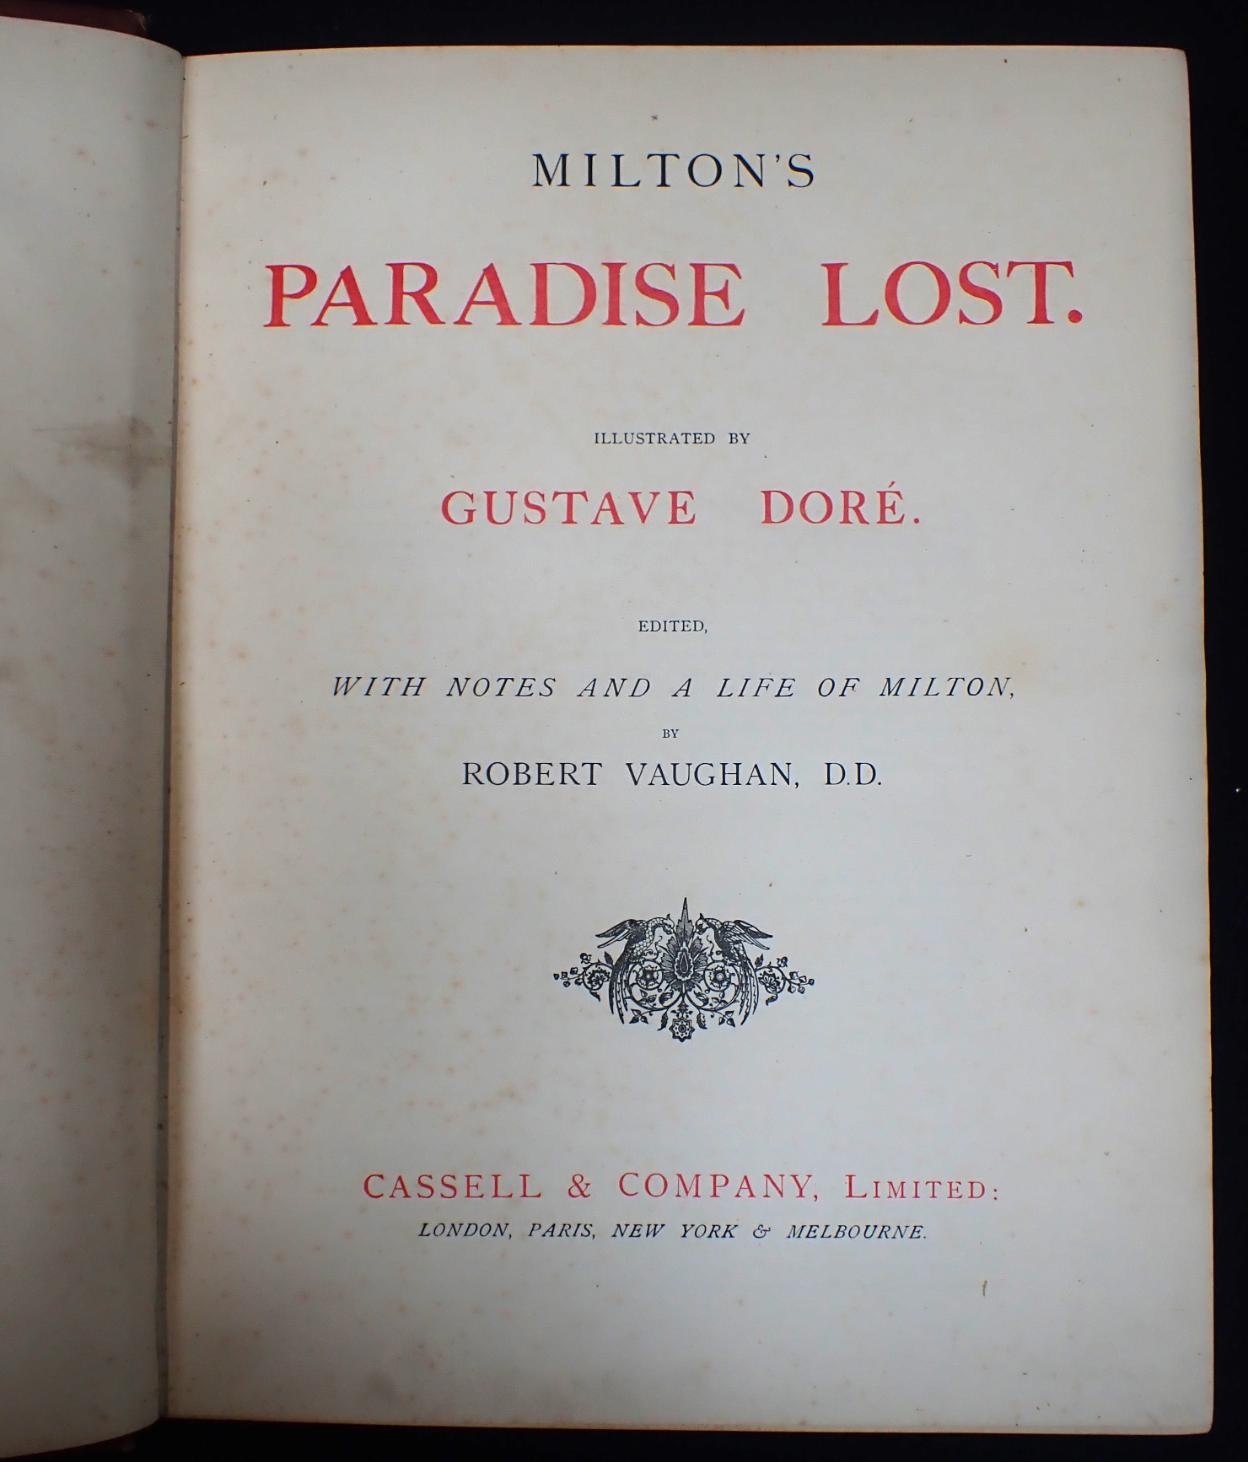 MILTON'S
PARADISE LOST.
ILLUSTRATED BY
GUSTAVE DORÉ.
EDITED,
WITH NOTES AND A LIFE OF MILTON,
BY
ROBERT VAUGHAN, D.D.
CASSELL & COMPANY, LIMITED:
LONDON, PARIS, NEW YORK & MELBOURNE.